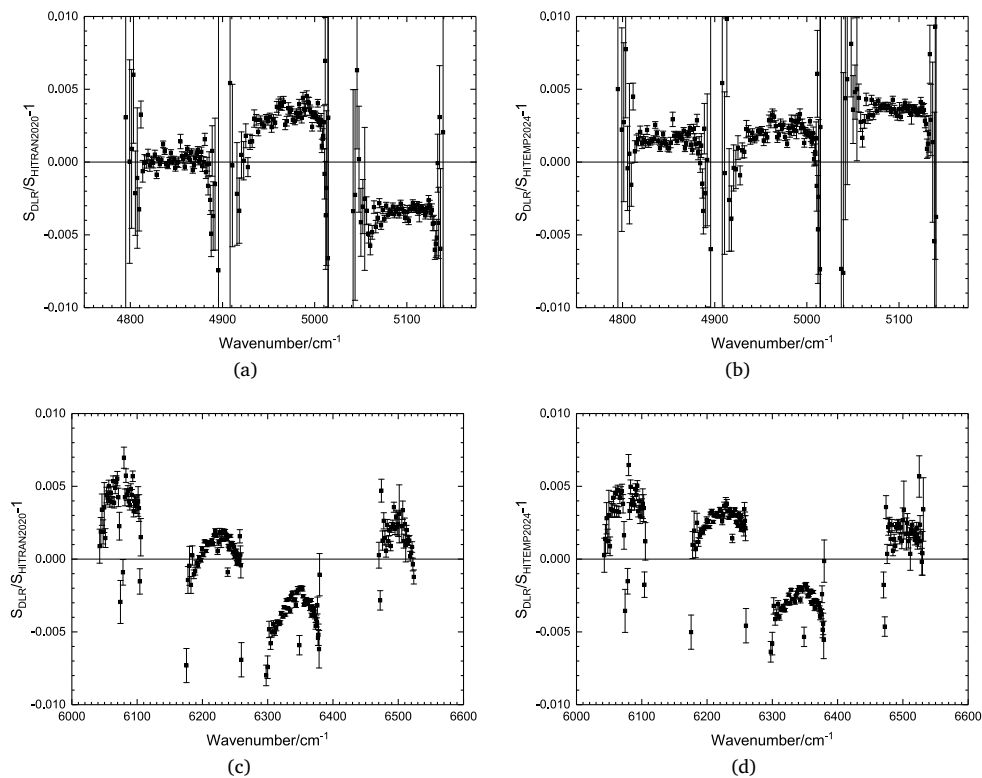 0.010
0.005
0.000
-0.005
-0.010
S_DLR/S_HITRAN2020-1
4800 4900 5000 5100
Wavenumber/cm-1
(a)
0.010
0.005
0.000
-0.005
-0.010
S_DLR/S_HITEMP2024-1
4800 4900 5000 5100
Wavenumber/cm-1
(b)
0.010
0.005
0.000
-0.005
-0.010
S_DLR/S_HITRAN2020-1
6000 6100 6200 6300 6400 6500 6600
Wavenumber/cm-1
(c)
0.010
0.005
0.000
-0.005
-0.010
S_DLR/S_HITEMP2024-1
6000 6100 6200 6300 6400 6500 6600
Wavenumber/cm-1
(d)